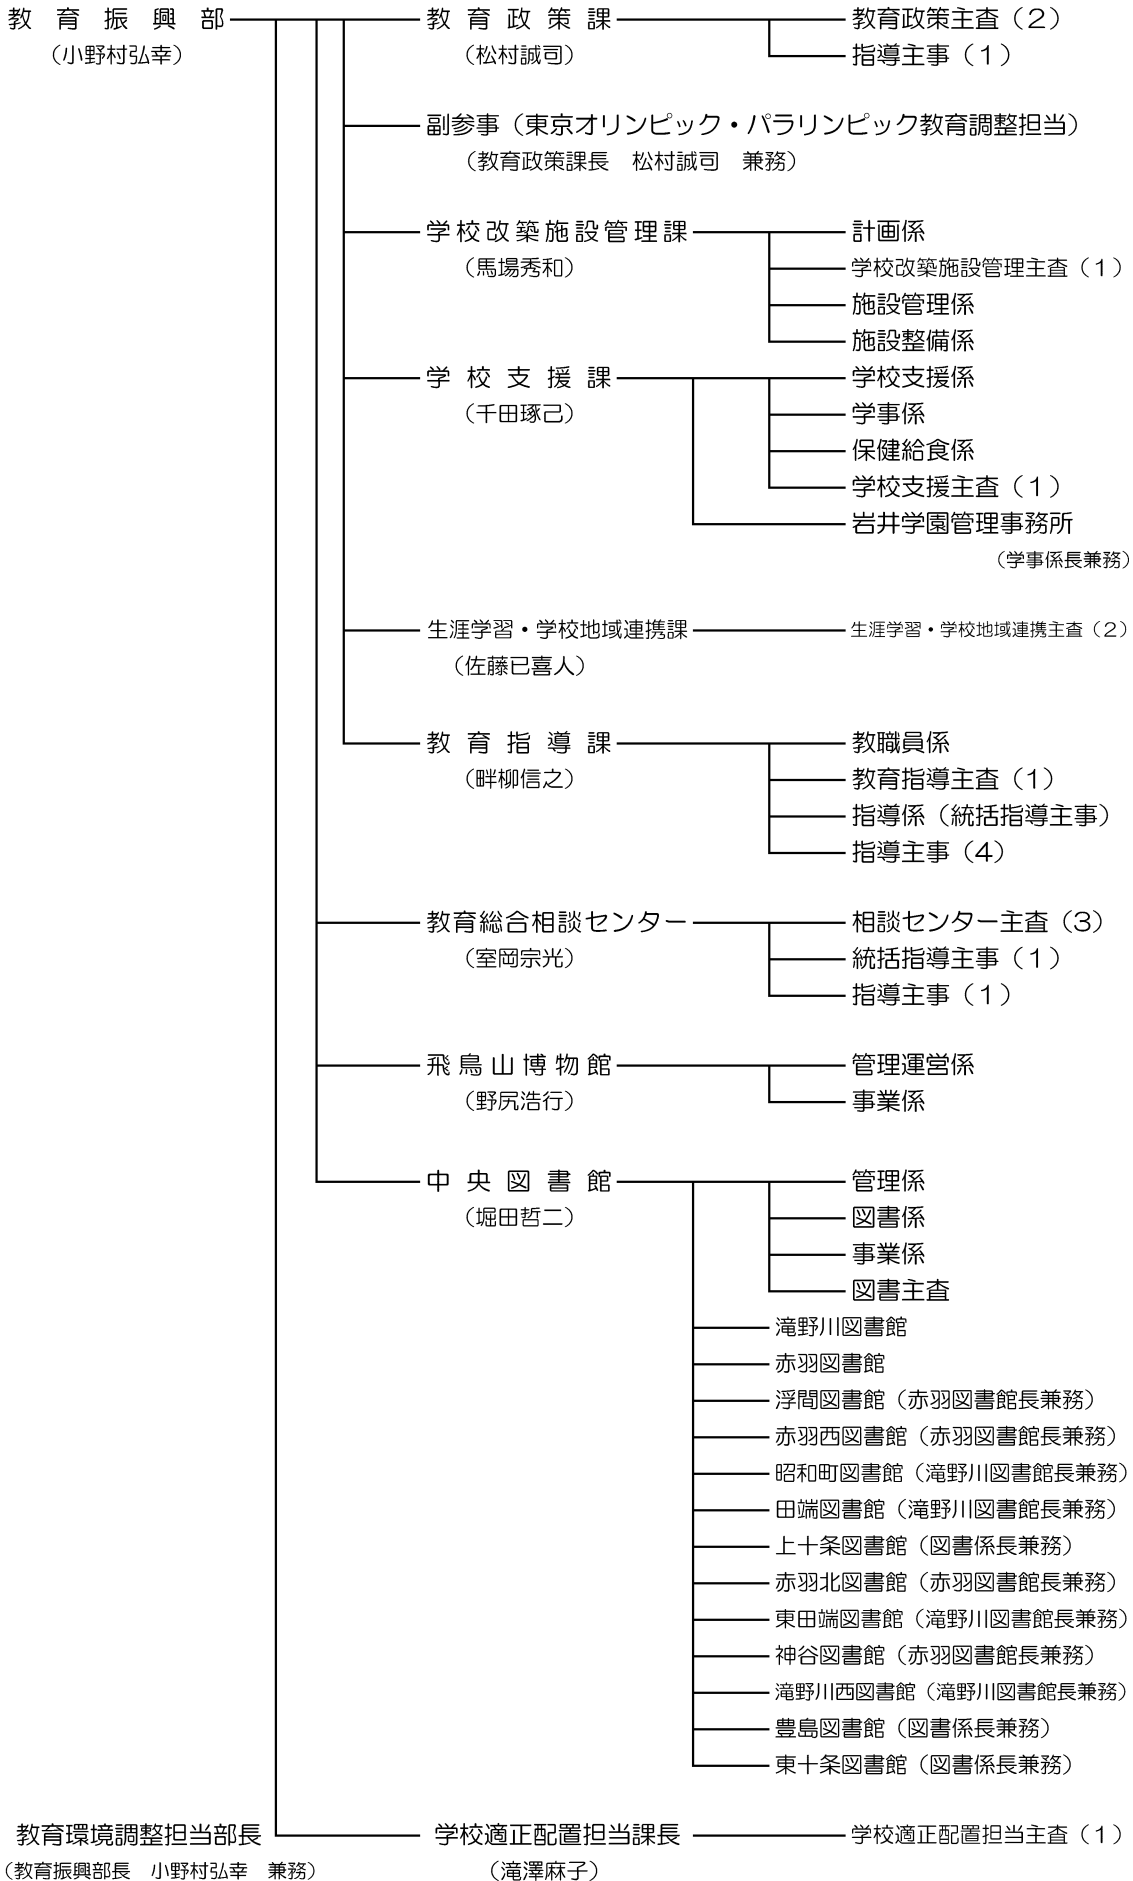 教育振興部 教育政策課 教育政策主査（2）
（小野村弘幸） （松村誠司） 指導主事（1）
副参事（東京オリンピック・パラリンピック教育調整担当）
（教育政策課長 松村誠司 兼務）
学校改築施設管理課 計画係
（馬場秀和） 学校改築施設管理主査（1）
施設管理係
施設整備係
学校支援課 学校支援係
（千田琢己） 学事係
保健給食係
学校支援主査（1）
岩井学園管理事務所
（学事係長兼務）
生涯学習・学校地域連携課 生涯学習・学校地域連携主査（2）
（佐藤已喜人）
教育指導課 教職員係
（畔柳信之） 教育指導主査（1）
指導係（統括指導主事）
指導主事（4）
教育総合相談センター 相談センター主査（3）
（室岡宗光） 統括指導主事（1）
指導主事（1）
飛鳥山博物館 管理運営係
（野尻浩行） 事業係
中央図書館 管理係
（堀田哲二） 図書係
事業係
図書主査
滝野川図書館
赤羽図書館
浮間図書館（赤羽図書館長兼務）
赤羽西図書館（赤羽図書館長兼務）
昭和町図書館（滝野川図書館長兼務）
田端図書館（滝野川図書館長兼務）
上十条図書館（図書係長兼務）
赤羽北図書館（赤羽図書館長兼務）
東田端図書館（滝野川図書館長兼務）
神谷図書館（赤羽図書館長兼務）
滝野川西図書館（滝野川図書館長兼務）
豊島図書館（図書係長兼務）
東十条図書館（図書係長兼務）
教育環境調整担当部長 学校適正配置担当課長 学校適正配置担当主査（1）
（教育振興部長 小野村弘幸 兼務） （滝澤麻子）